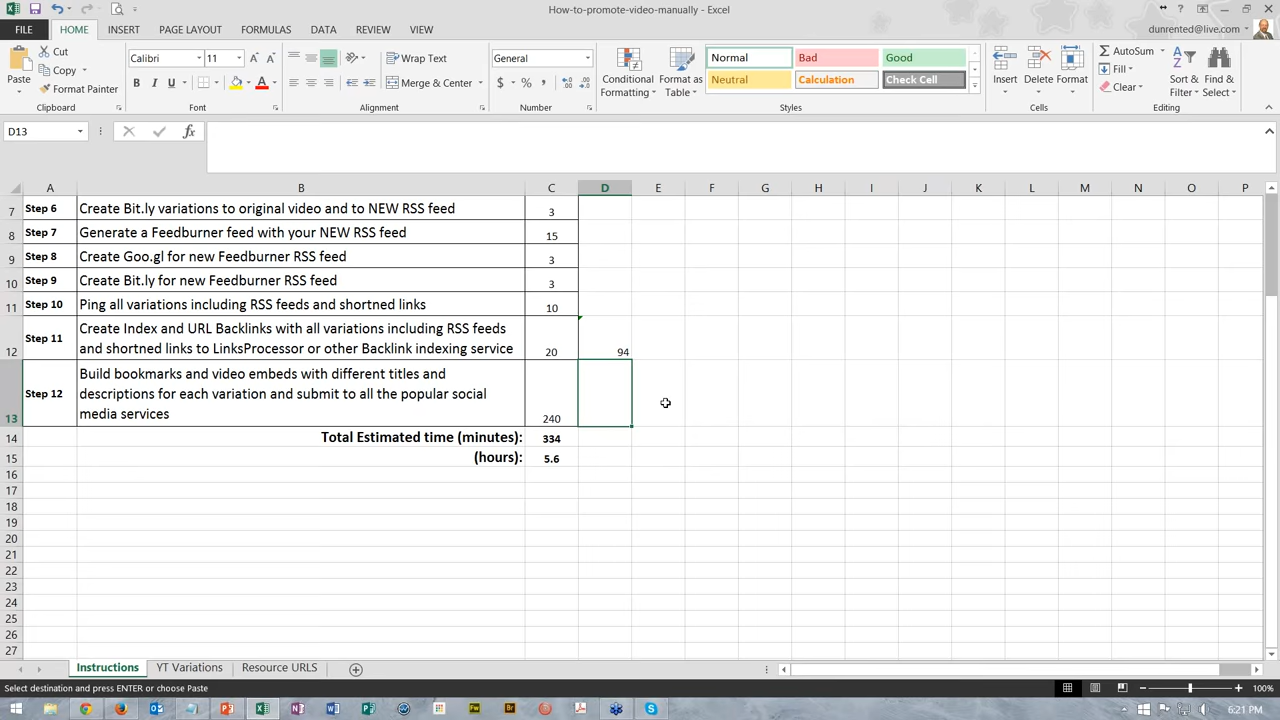 How-to-promote-video-manually - Excel
FILE HOME INSERT PAGE LAYOUT FORMULAS DATA REVIEW VIEW dunrented@live.com
Paste Cut Copy Format Painter Clipboard
Calibri 11 B I U A Font
Wrap Text Merge & Center Alignment
General $ % , Number
Conditional Formatting Format as Table
Normal Bad Good
Neutral Calculation Check Cell
Styles
Insert Delete Format Cells
AutoSum Fill Clear Sort & Filter Find & Select Editing
D13 fx
A B C D E F G H I J K L M N O P
7 Step 6 Create Bit.ly variations to original video and to NEW RSS feed 3
8 Step 7 Generate a Feedburner feed with your NEW RSS feed 15
9 Step 8 Create Goo.gl for new Feedburner RSS feed 3
10 Step 9 Create Bit.ly for new Feedburner RSS feed 3
11 Step 10 Ping all variations including RSS feeds and shortned links 10
12 Step 11 Create Index and URL Backlinks with all variations including RSS feeds
and shortned links to LinksProcessor or other Backlink indexing service 20 94
13 Step 12 Build bookmarks and video embeds with different titles and
descriptions for each variation and submit to all the popular social
media services 240
14 Total Estimated time (minutes): 334
15 (hours): 5.6
16
17
18
19
20
21
22
23
24
25
26
27
Instructions YT Variations Resource URLS
Select destination and press ENTER or choose Paste 100%
6:21 PM